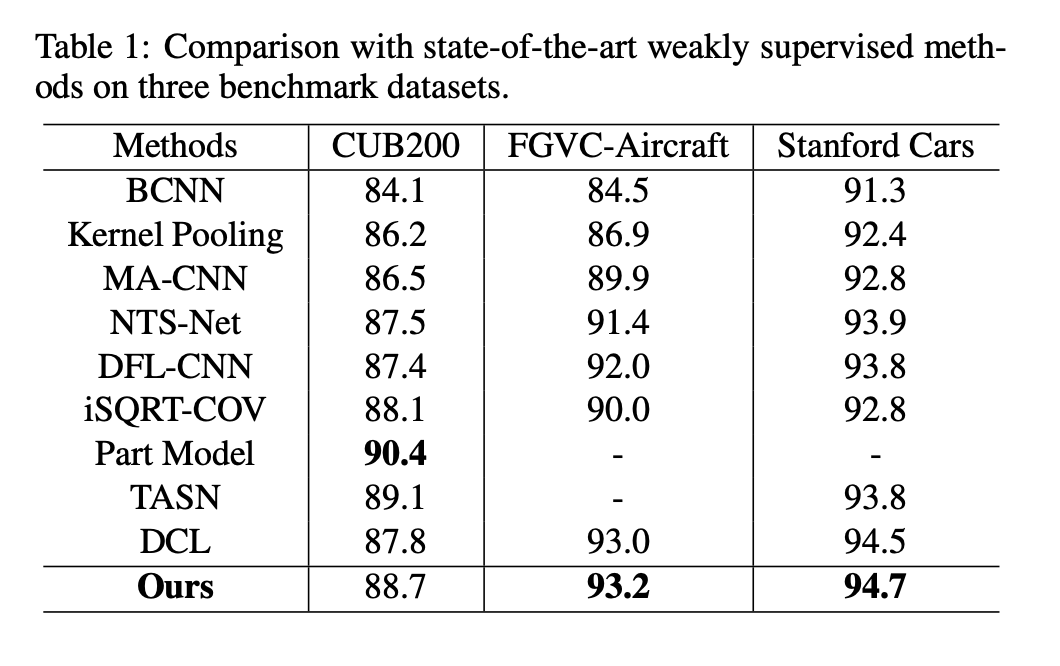 Table 1: Comparison with state-of-the-art weakly supervised meth-
ods on three benchmark datasets.
Methods CUB200 FGVC-Aircraft Stanford Cars
BCNN 84.1 84.5 91.3
Kernel Pooling 86.2 86.9 92.4
MA-CNN 86.5 89.9 92.8
NTS-Net 87.5 91.4 93.9
DFL-CNN 87.4 92.0 93.8
iSQRT-COV 88.1 90.0 92.8
Part Model 90.4 - -
TASN 89.1 - 93.8
DCL 87.8 93.0 94.5
Ours 88.7 93.2 94.7